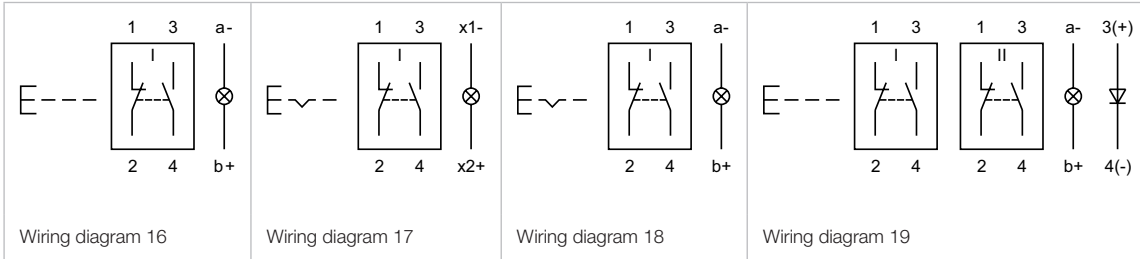 1 3 a-
I
2 4 b+
Wiring diagram 16
1 3 x1-
I
2 4 x2+
Wiring diagram 17
1 3 a-
I
2 4 b+
Wiring diagram 18
1 3 1 3 a- 3(+)
I II
2 4 2 4 b+ 4(-)
Wiring diagram 19